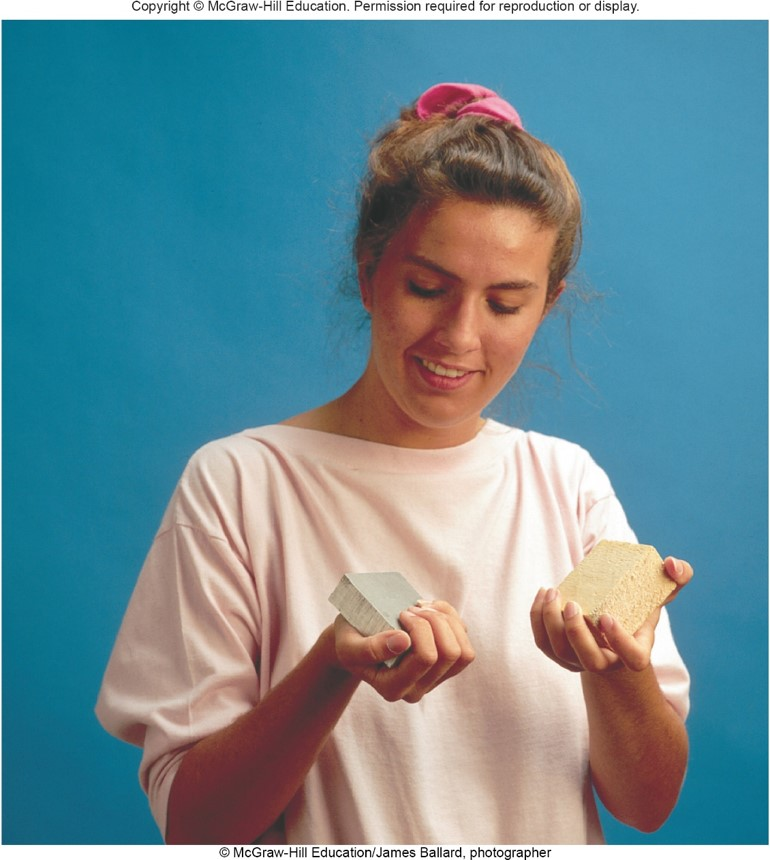 Copyright © McGraw-Hill Education. Permission required for reproduction or display.
© McGraw-Hill Education/James Ballard, photographer